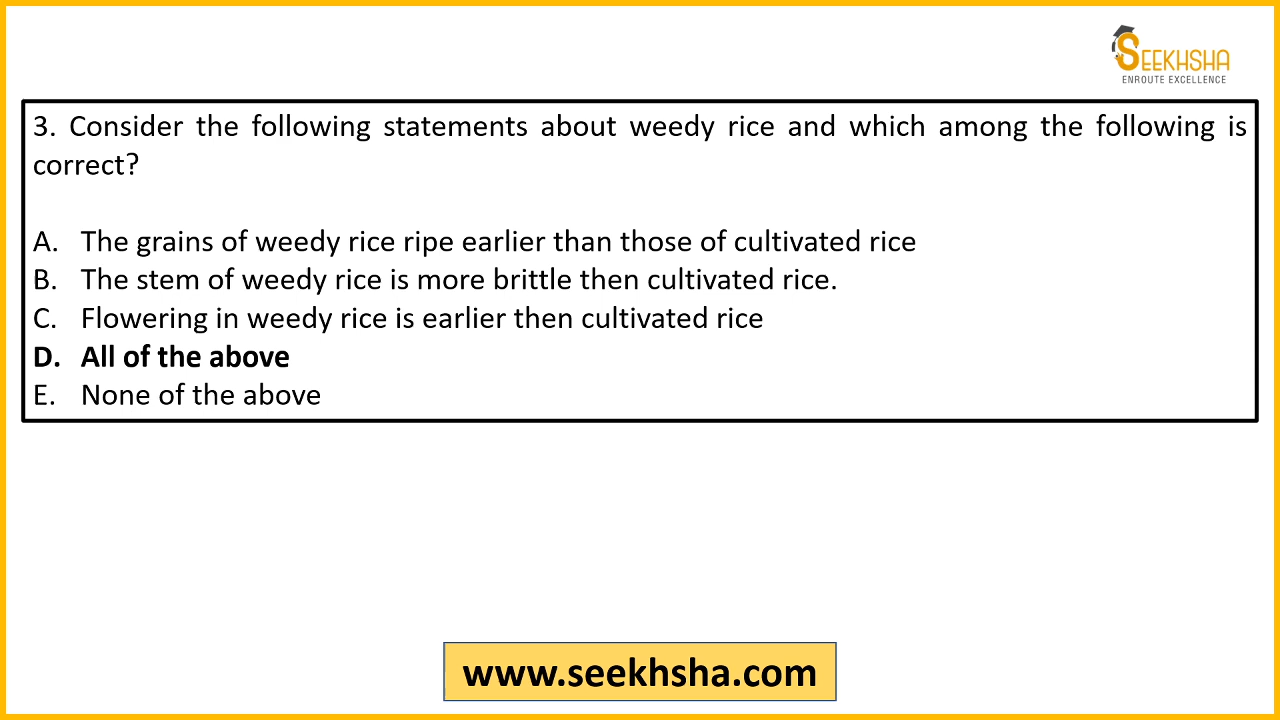 SEEKHSHA
ENROUTE EXCELLENCE
3. Consider the following statements about weedy rice and which among the following is
correct?
A. The grains of weedy rice ripe earlier than those of cultivated rice
B. The stem of weedy rice is more brittle then cultivated rice.
C. Flowering in weedy rice is earlier then cultivated rice
D. All of the above
E. None of the above
www.seekhsha.com